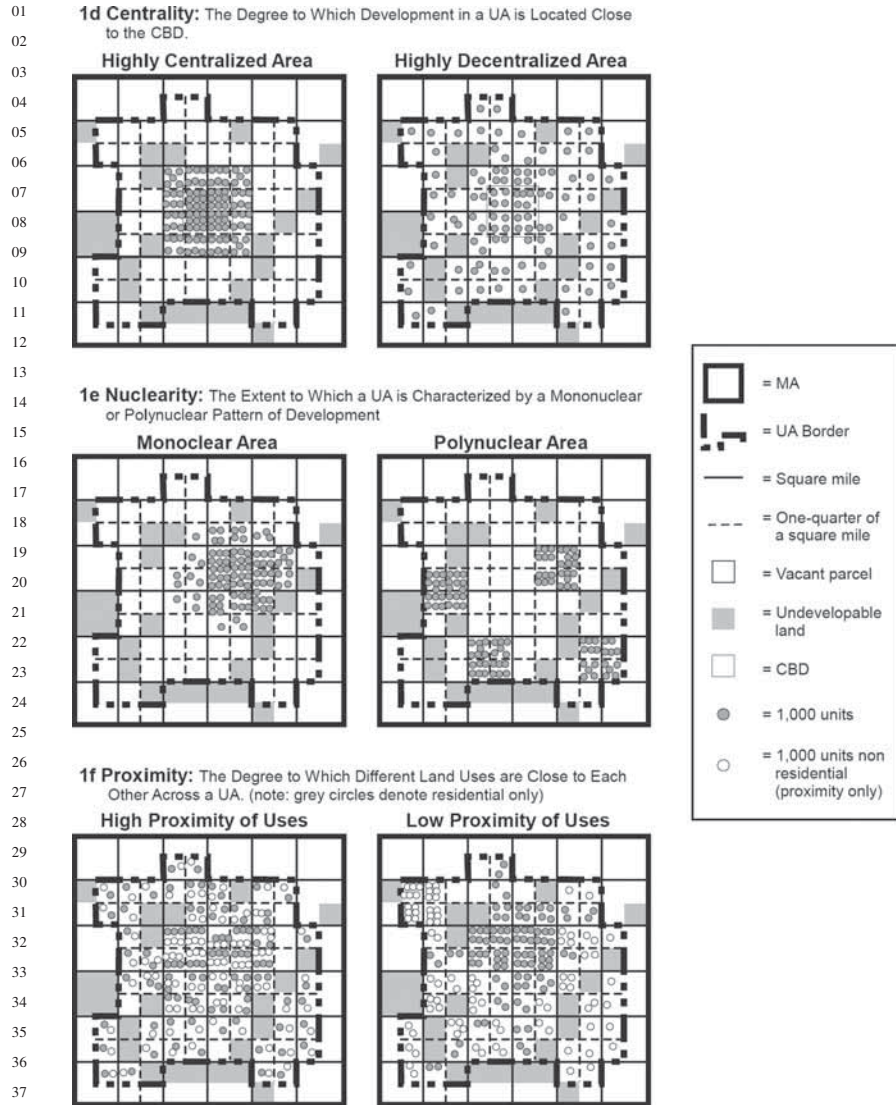 01
02
03
04
05
06
07
08
09
10
11
12
13
14
15
16
17
18
19
20
21
22
23
24
25
26
27
28
29
30
31
32
33
34
35
36
37
1d Centrality: The Degree to Which Development in a UA is Located Close
to the CBD.
Highly Centralized Area
Highly Decentralized Area
1e Nuclearity: The Extent to Which a UA is Characterized by a Mononuclear
or Polynuclear Pattern of Development
Monoclear Area
Polynuclear Area
1f Proximity: The Degree to Which Different Land Uses are Close to Each
Other Across a UA. (note: grey circles denote residential only)
High Proximity of Uses
Low Proximity of Uses
= MA
= UA Border
= Square mile
= One-quarter of
a square mile
= Vacant parcel
= Undevelopable
land
= CBD
= 1,000 units
= 1,000 units non
residential
(proximity only)